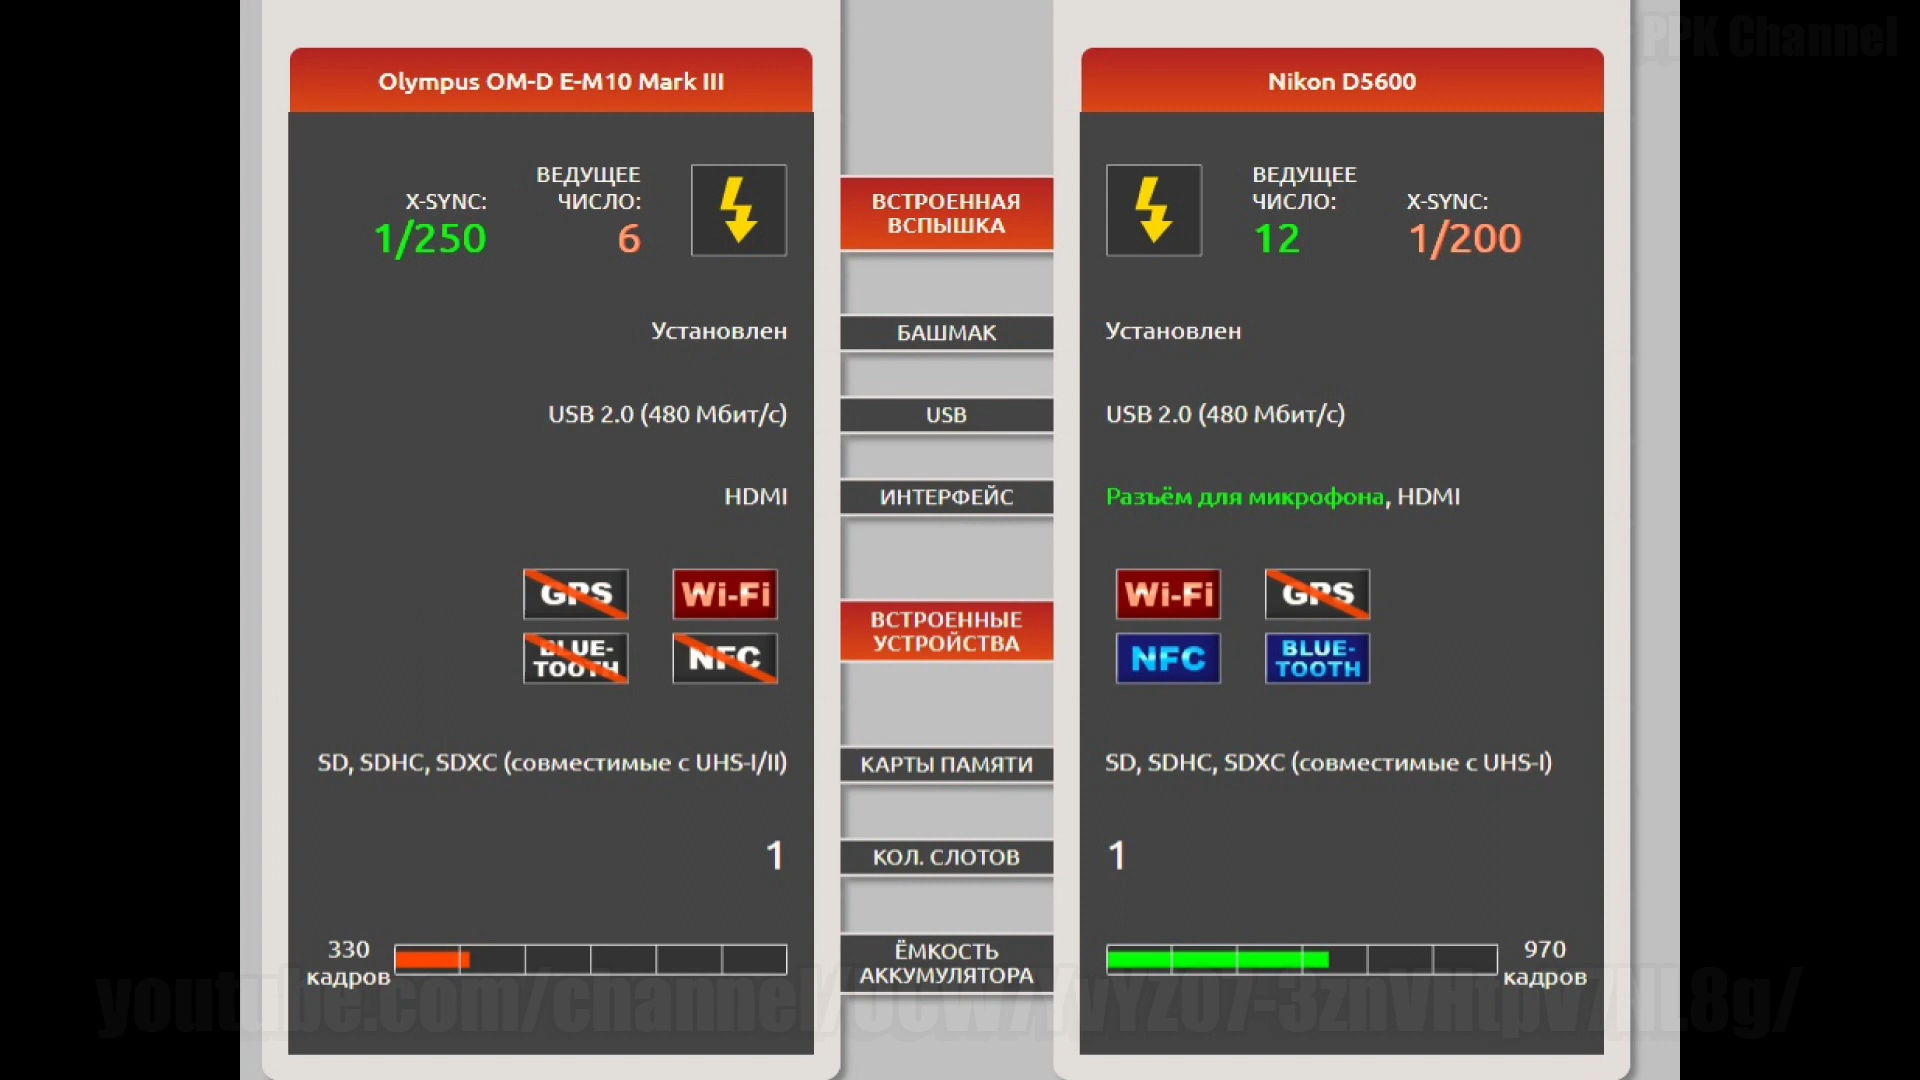 PPK Channel
Olympus OM-D E-M10 Mark III
Nikon D5600
X-SYNC:
1/250
ВЕДУЩЕЕ
ЧИСЛО:
6
ВСТРОЕННАЯ
ВСПЫШКА
ВЕДУЩЕЕ
ЧИСЛО:
12
X-SYNC:
1/200
Установлен
БАШМАК
Установлен
USB 2.0 (480 Мбит/с)
USB
USB 2.0 (480 Мбит/с)
HDMI
ИНТЕРФЕЙС
Разъём для микрофона, HDMI
GPS
Wi-Fi
BLUE-
TOOTH
NFC
ВСТРОЕННЫЕ
УСТРОЙСТВА
Wi-Fi
GPS
NFC
BLUE-
TOOTH
SD, SDHC, SDXC (совместимые с UHS-I/II)
КАРТЫ ПАМЯТИ
SD, SDHC, SDXC (совместимые с UHS-I)
1
КОЛ. СЛОТОВ
1
330
кадров
ЁМКОСТЬ
АККУМУЛЯТОРА
970
кадров